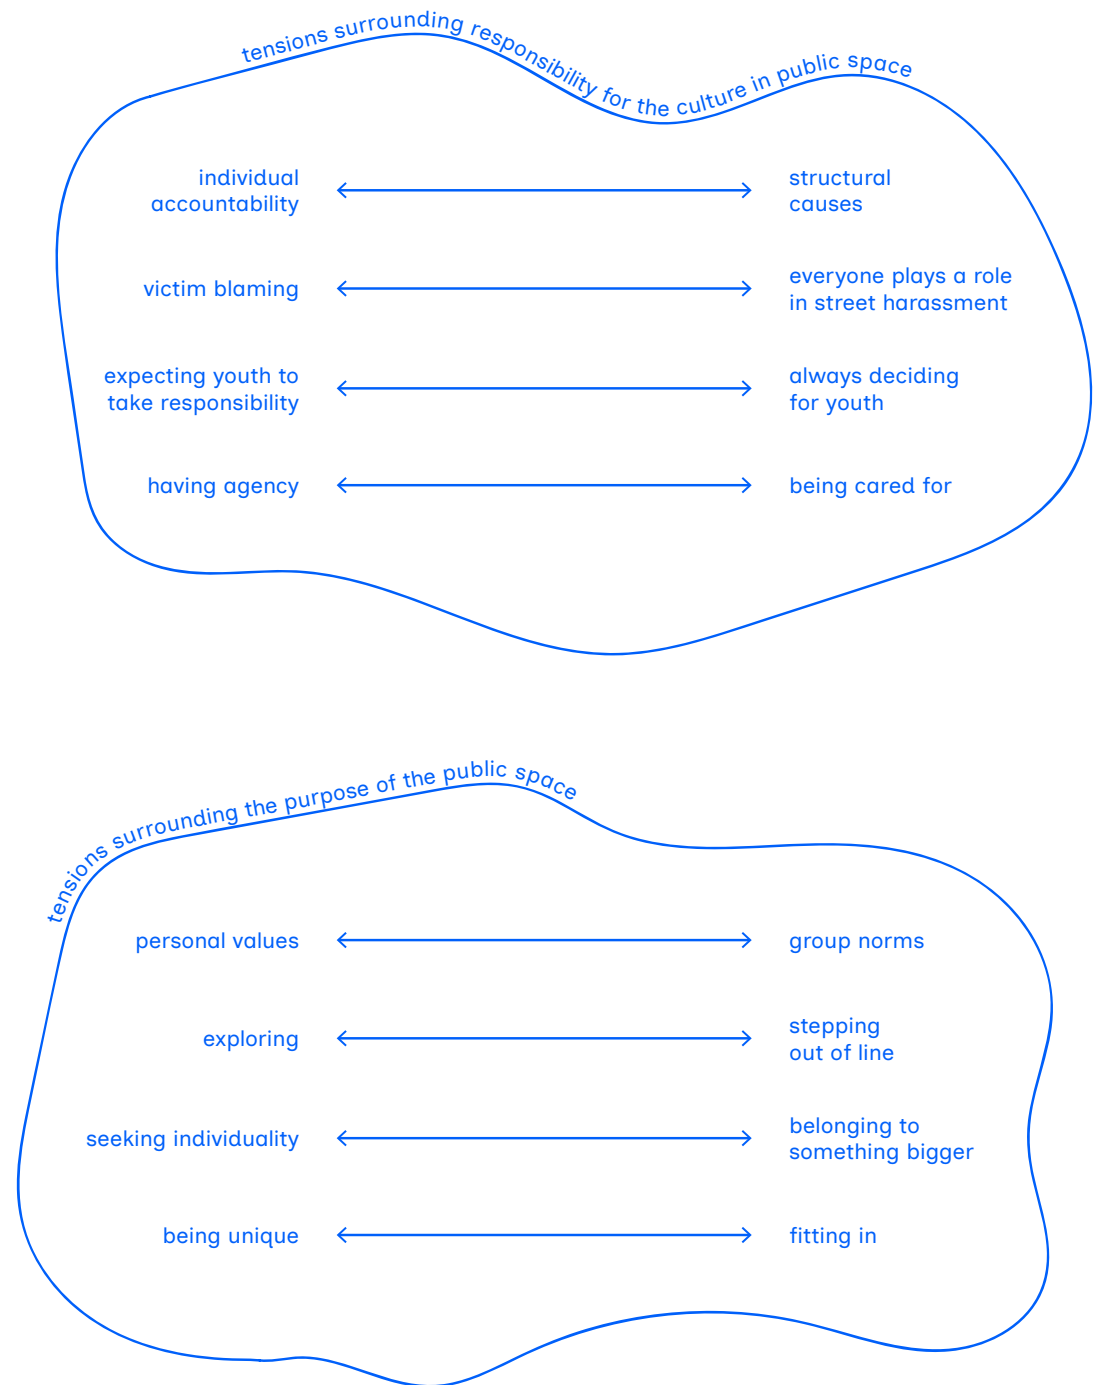 tensions surrounding responsibility for the culture in public space
individual
accountability
structural
causes
victim blaming
everyone plays a role
in street harassment
expecting youth to
take responsibility
always deciding
for youth
having agency
being cared for
tensions surrounding the purpose of the public space
personal values
group norms
exploring
stepping
out of line
seeking individuality
belonging to
something bigger
being unique
fitting in